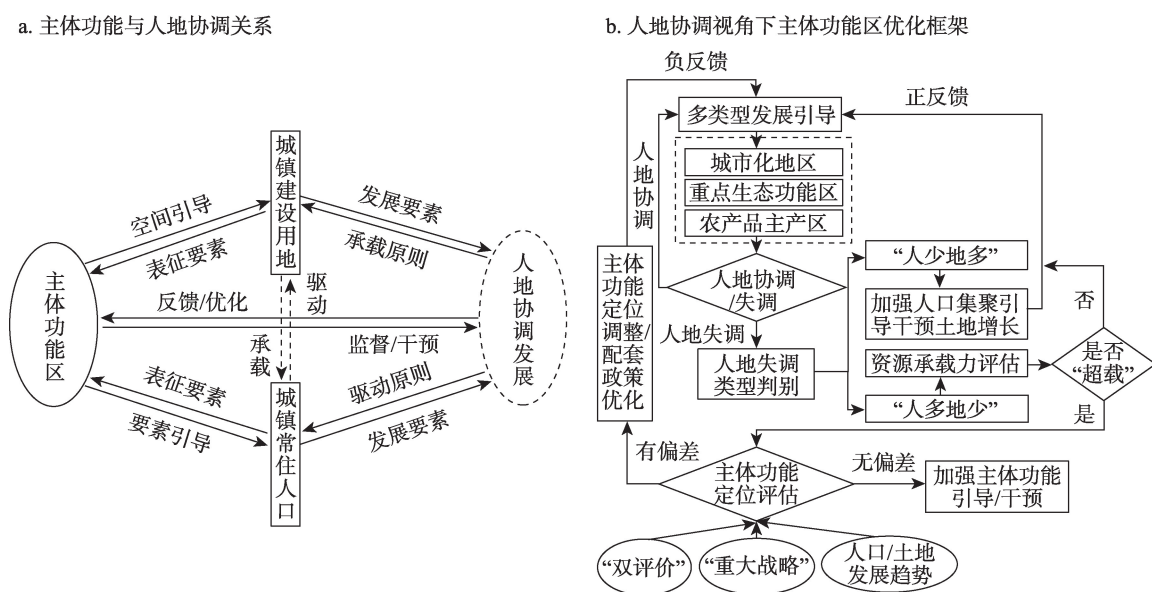 a. 主体功能与人地协调关系
城镇建设用地
空间引导
表征要素
发展要素
承载原则
主体功能区
反馈/优化
驱动
承载
监督/干预
人地协调发展
表征要素
要素引导
驱动原则
发展要素
城镇常住人口
b. 人地协调视角下主体功能区优化框架
负反馈
正反馈
多类型发展引导
人地协调
城市化地区
重点生态功能区
农产品主产区
主体
功能
定位
调整/
配套
政策
优化
人地协调
/失调
人地失调
人地失调
类型判别
“人少地多”
加强人口集聚引
导干预土地增长
否
资源承载力评估
是否
“超载”
“人多地少”
是
有偏差
主体功能
定位评估
无偏差
加强主体功能
引导/干预
“双评价”
“重大战略”
人口/土地
发展趋势